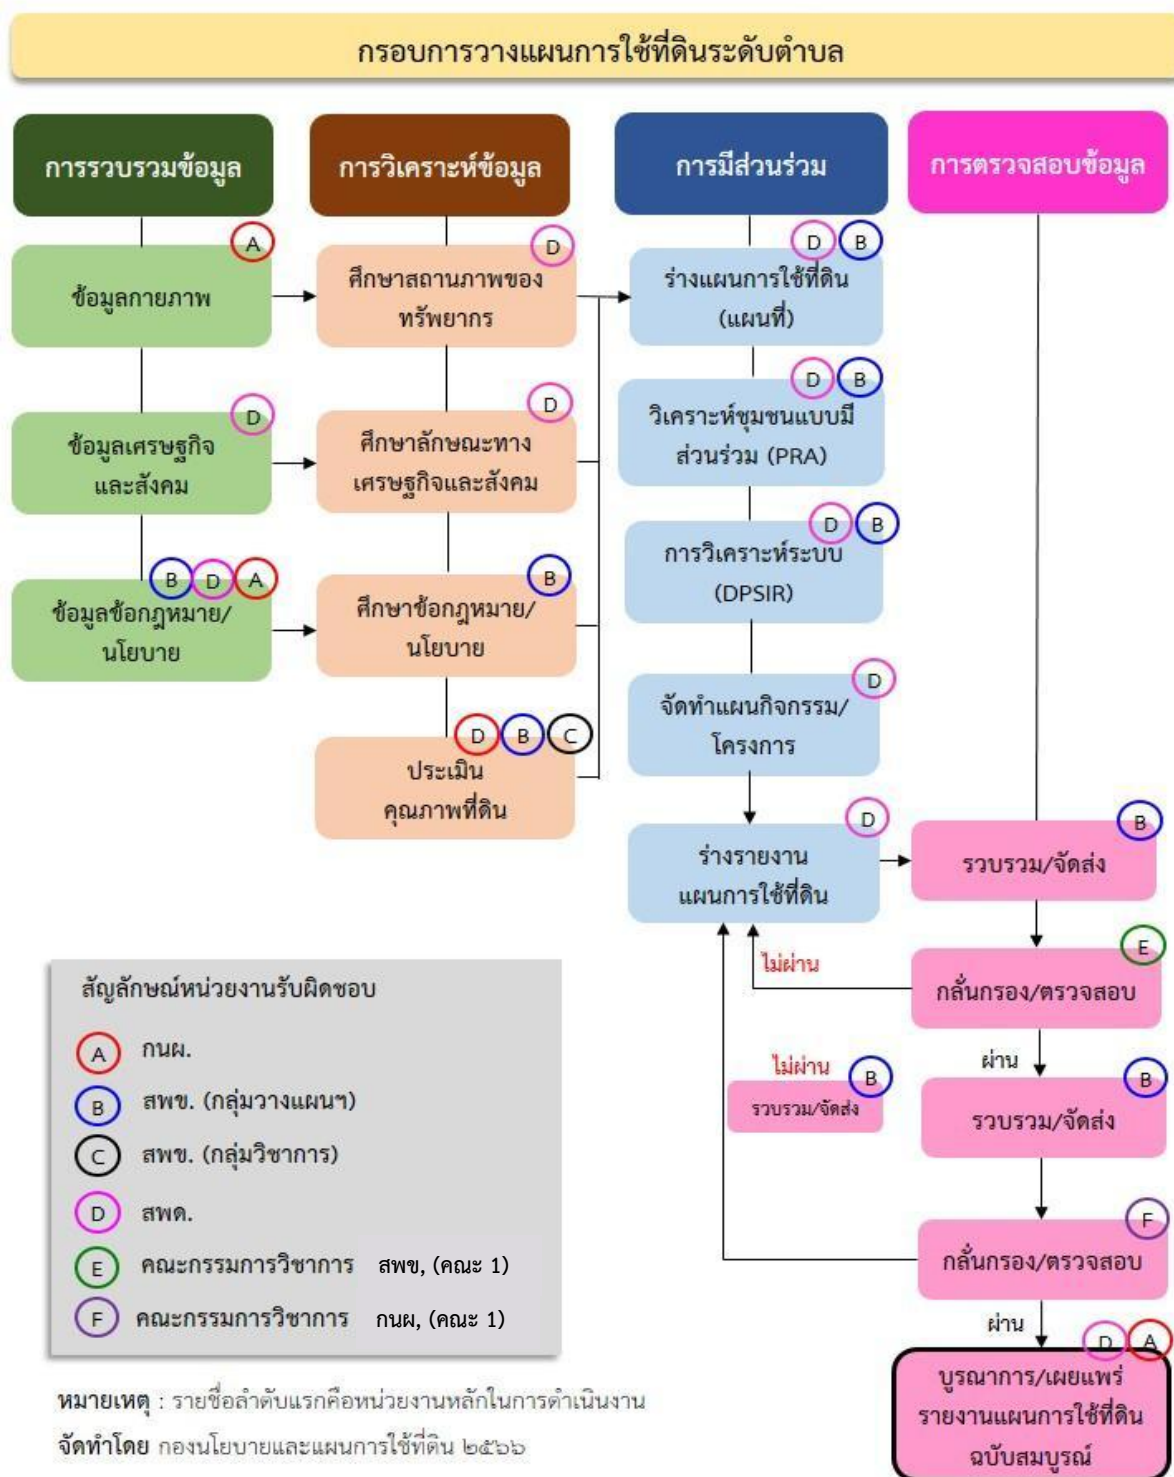 กรอบการวางแผนการใช้ที่ดินระดับตำบล
การรวบรวมข้อมูล
A
ข้อมูลกายภาพ
D
ข้อมูลเศรษฐกิจ
และสังคม
B D A
ข้อมูลข้อกฎหมาย/
นโยบาย
การวิเคราะห์ข้อมูล
D
ศึกษาสถานภาพของ
ทรัพยากร
D
ศึกษาลักษณะทาง
เศรษฐกิจและสังคม
B
ศึกษาข้อกฎหมาย/
นโยบาย
D B C
ประเมิน
คุณภาพที่ดิน
การมีส่วนร่วม
D B
ร่างแผนการใช้ที่ดิน
(แผนที่)
D B
วิเคราะห์ชุมชนแบบมี
ส่วนร่วม (PRA)
D B
การวิเคราะห์ระบบ
(DPSIR)
D
จัดทำแผนกิจกรรม/
โครงการ
D
ร่างรายงาน
แผนการใช้ที่ดิน
การตรวจสอบข้อมูล
B
รวบรวม/จัดส่ง
E
ไม่ผ่าน
กลั่นกรอง/ตรวจสอบ
ผ่าน
ไม่ผ่าน
B
รวบรวม/จัดส่ง
B
รวบรวม/จัดส่ง
F
กลั่นกรอง/ตรวจสอบ
ผ่าน
D A
บูรณาการ/เผยแพร่
รายงานแผนการใช้ที่ดิน
ฉบับสมบูรณ์
สัญลักษณ์หน่วยงานรับผิดชอบ
A กนผ.
B สพข. (กลุ่มวางแผนฯ)
C สพข. (กลุ่มวิชาการ)
D สพด.
E คณะกรรมการวิชาการ สพข, (คณะ 1)
F คณะกรรมการวิชาการ กนผ, (คณะ 1)
หมายเหตุ : รายชื่อลำดับแรกคือหน่วยงานหลักในการดำเนินงาน
จัดทำโดย กองนโยบายและแผนการใช้ที่ดิน ๒๕๖๖